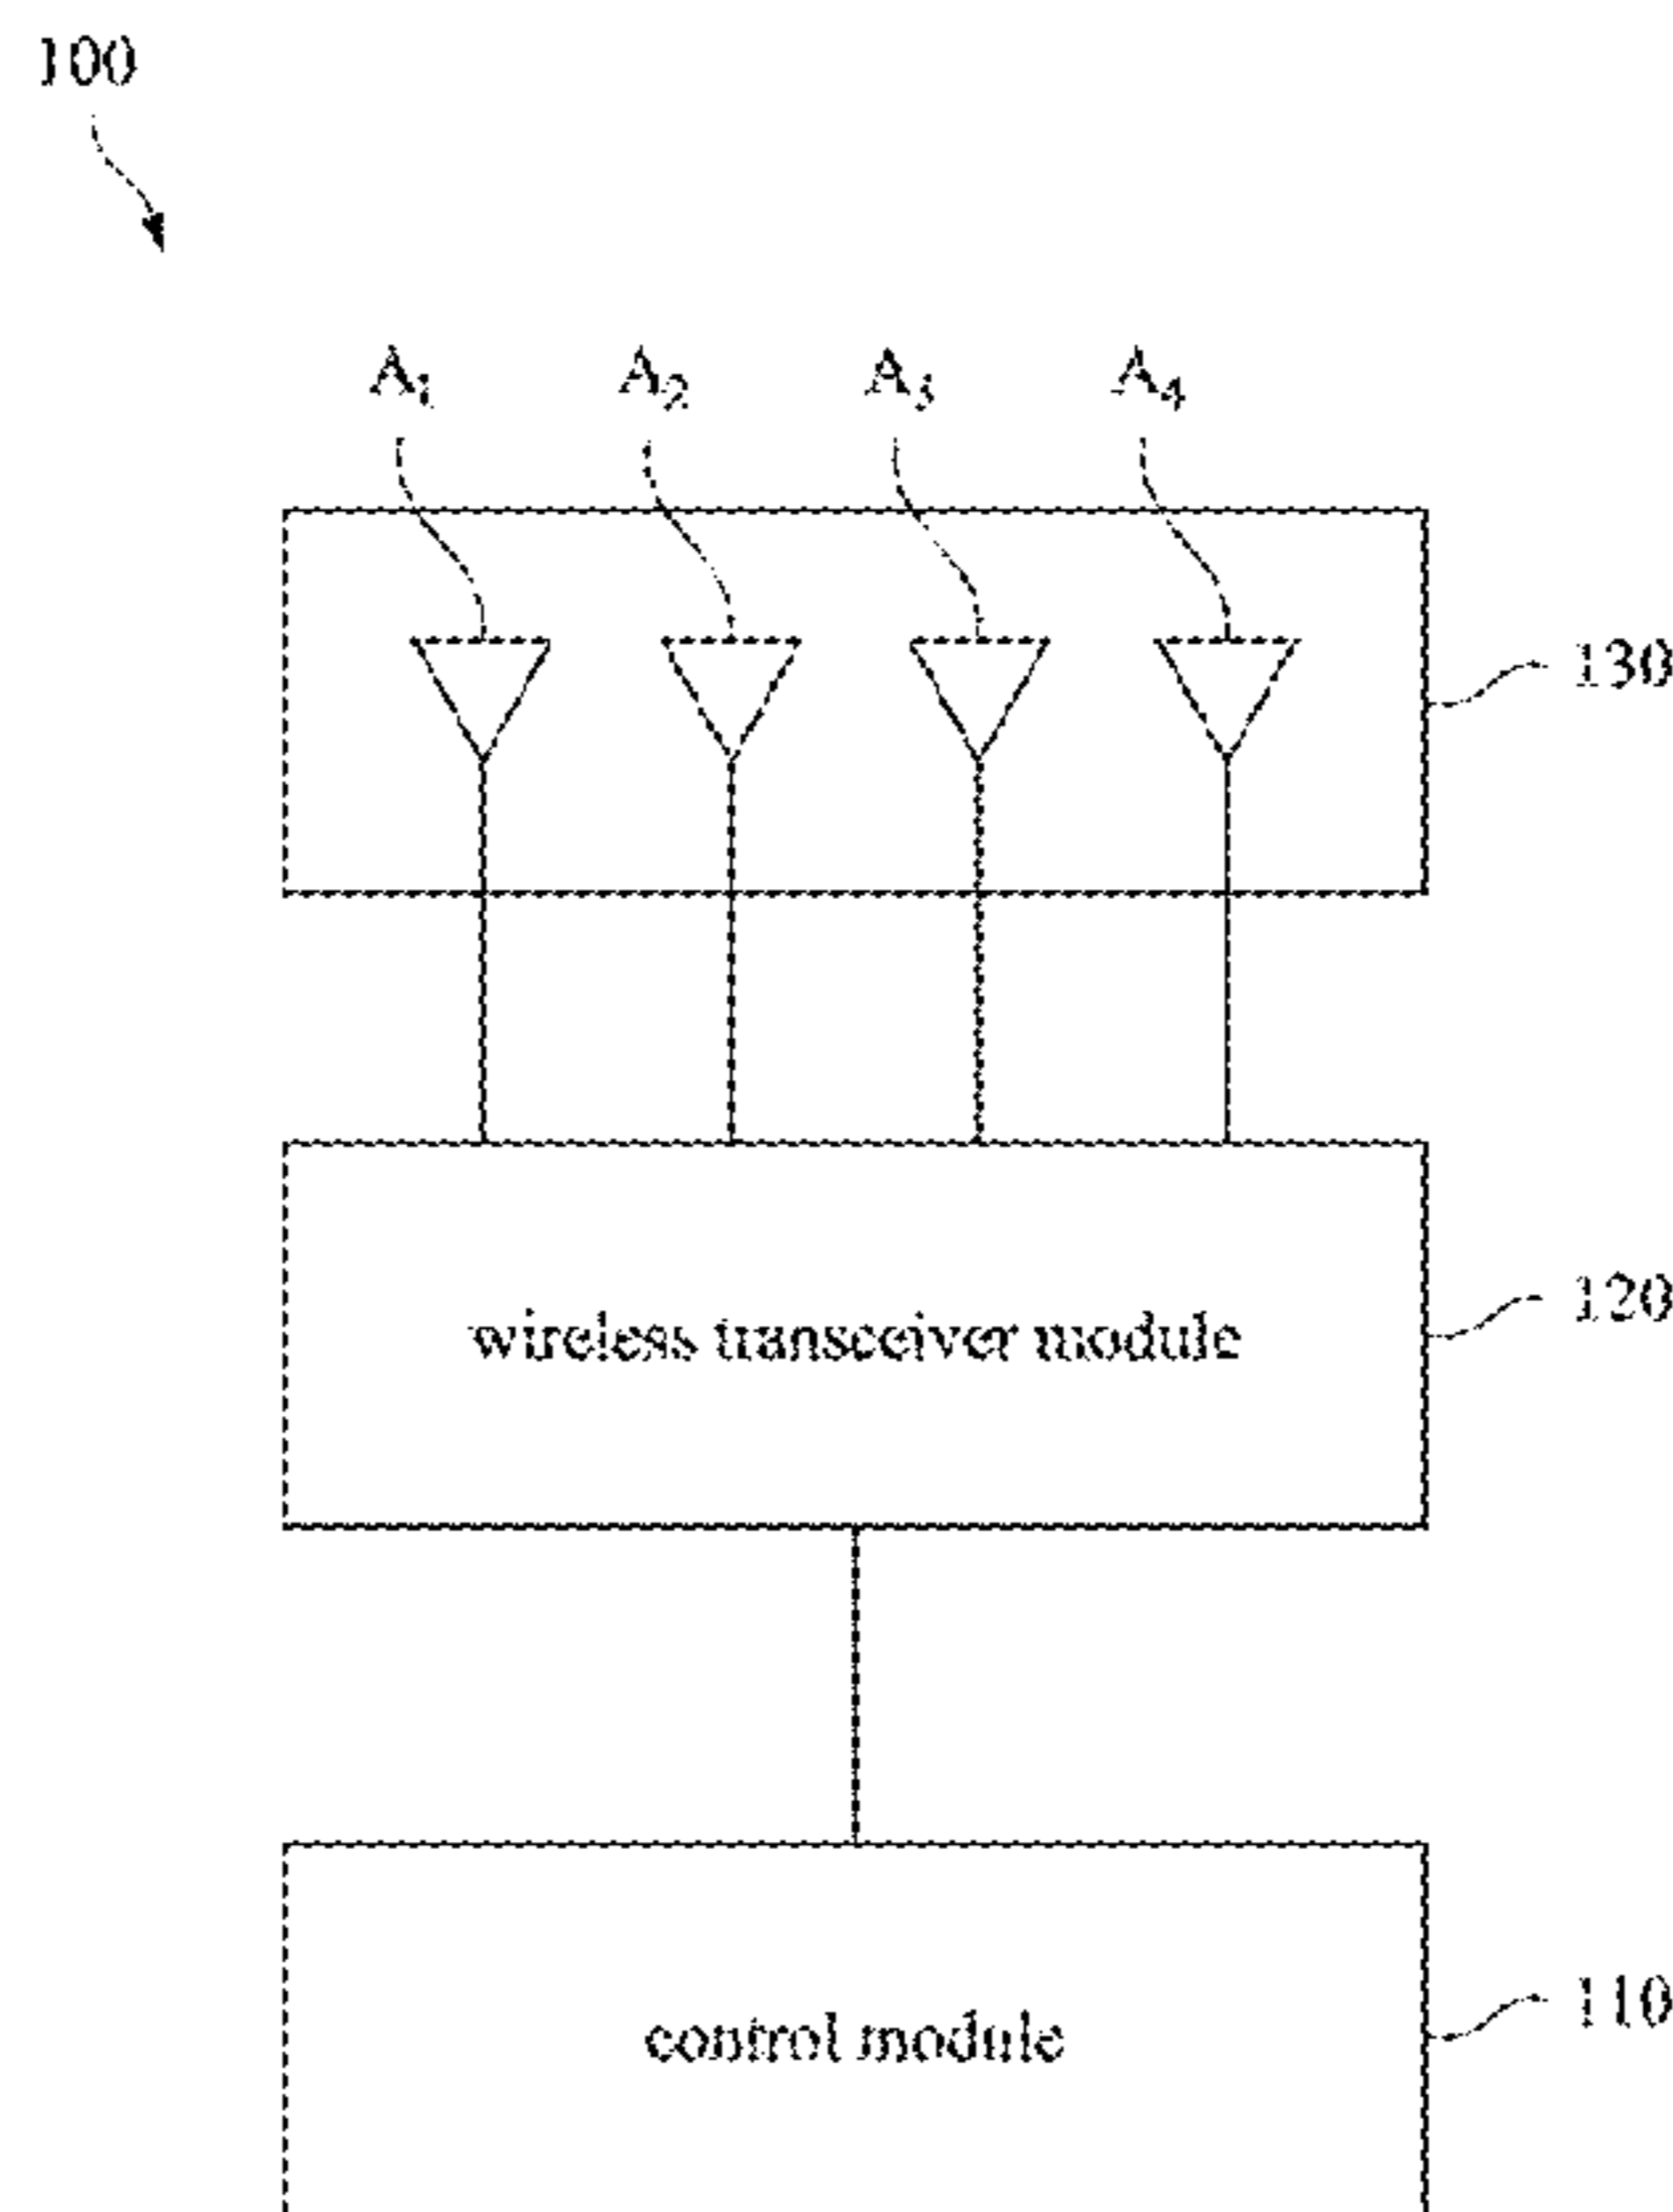 100
A₁ A₂ A₃ A₄
130
120
wireless transceiver module
110
control module